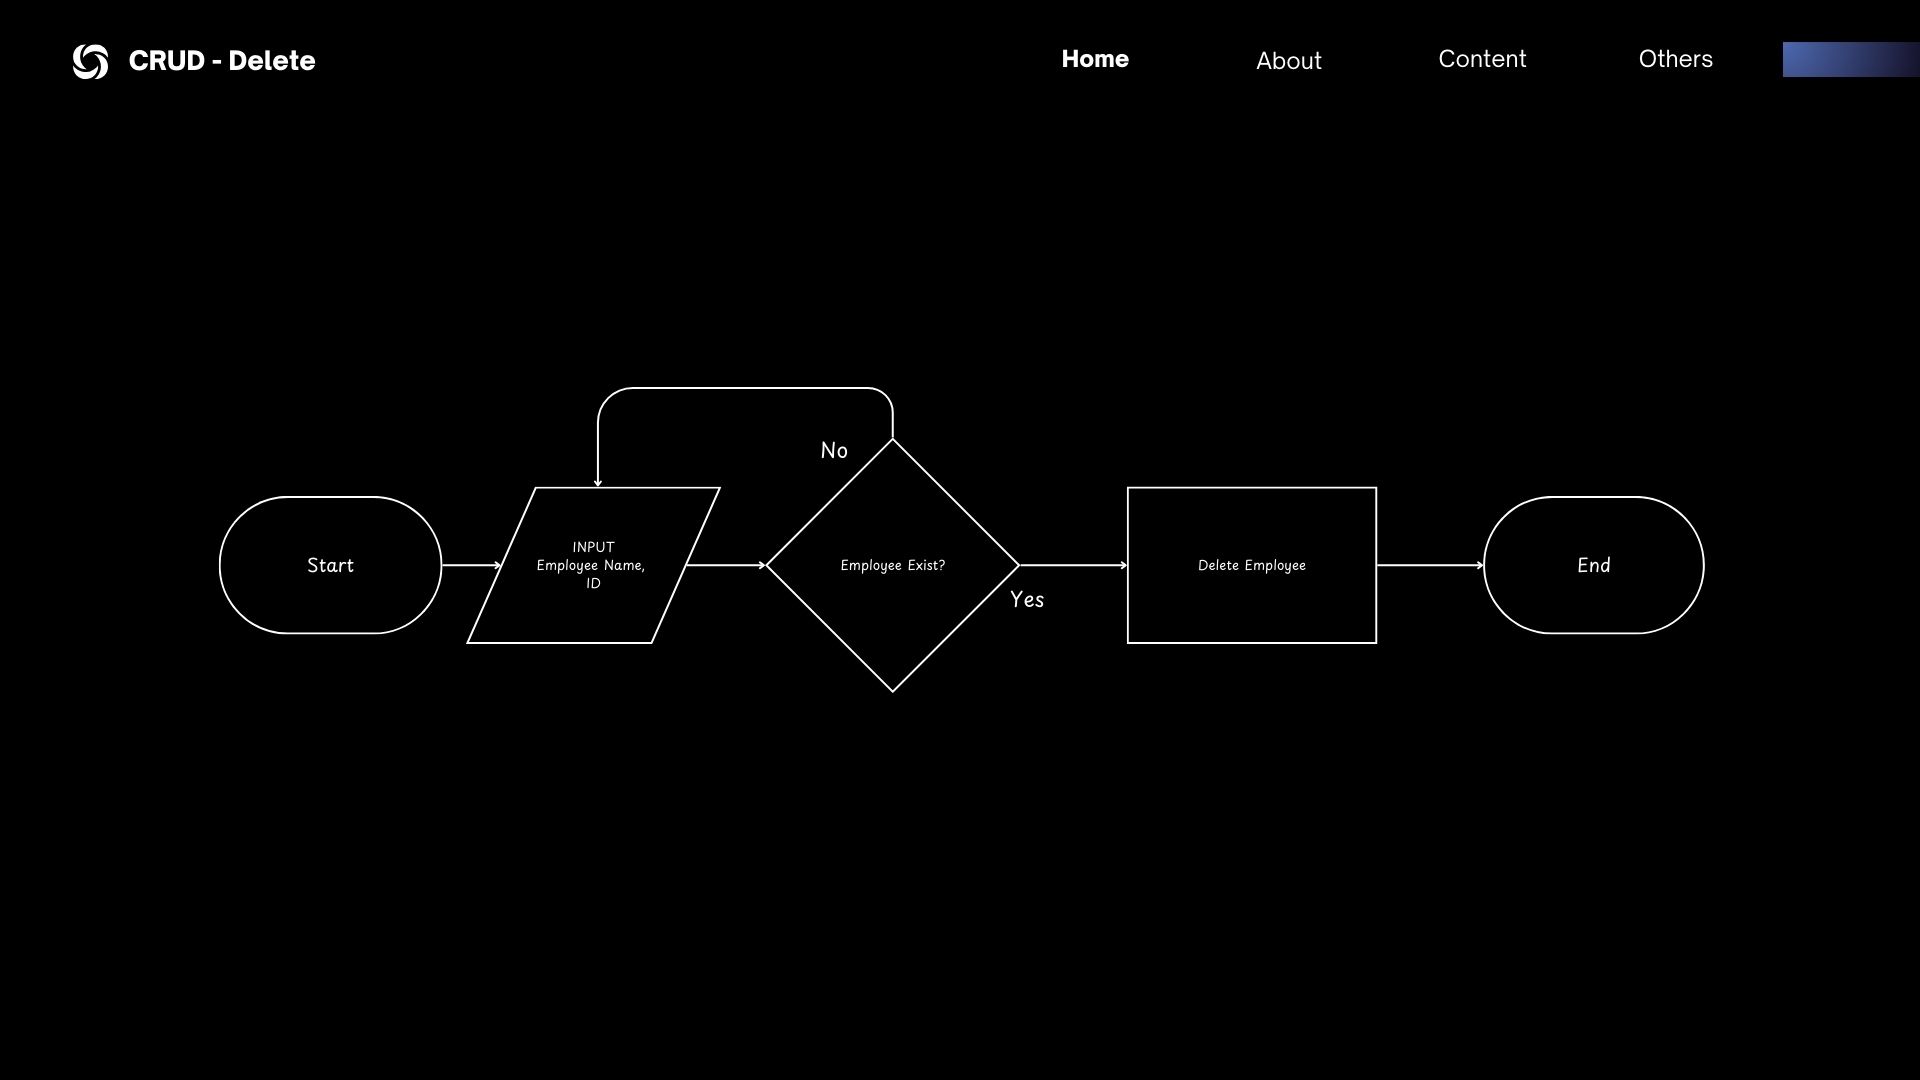 CRUD - Delete
Home
About
Content
Others
No
Start
INPUT
Employee Name,
ID
Employee Exist?
Yes
Delete Employee
End